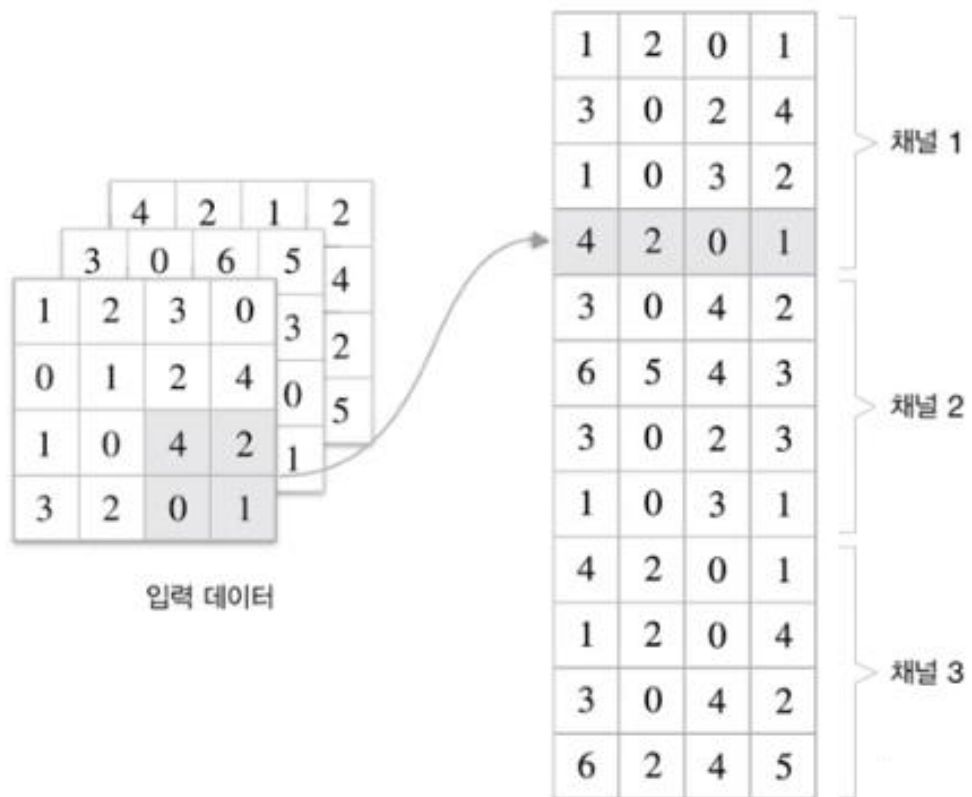 4 2 1 2
4
2
5
3 0 6 5
3
0
1
1 2 3 0
0 1 2 4
1 0 4 2
3 2 0 1
입력 데이터
1 2 0 1
3 0 2 4
1 0 3 2
4 2 0 1
채널 1
3 0 4 2
6 5 4 3
3 0 2 3
1 0 3 1
채널 2
4 2 0 1
1 2 0 4
3 0 4 2
6 2 4 5
채널 3